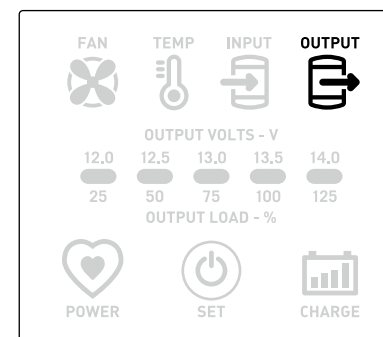 FAN TEMP INPUT OUTPUT
OUTPUT VOLTS - V
12.0 12.5 13.0 13.5 14.0
25 50 75 100 125
OUTPUT LOAD - %
POWER SET CHARGE